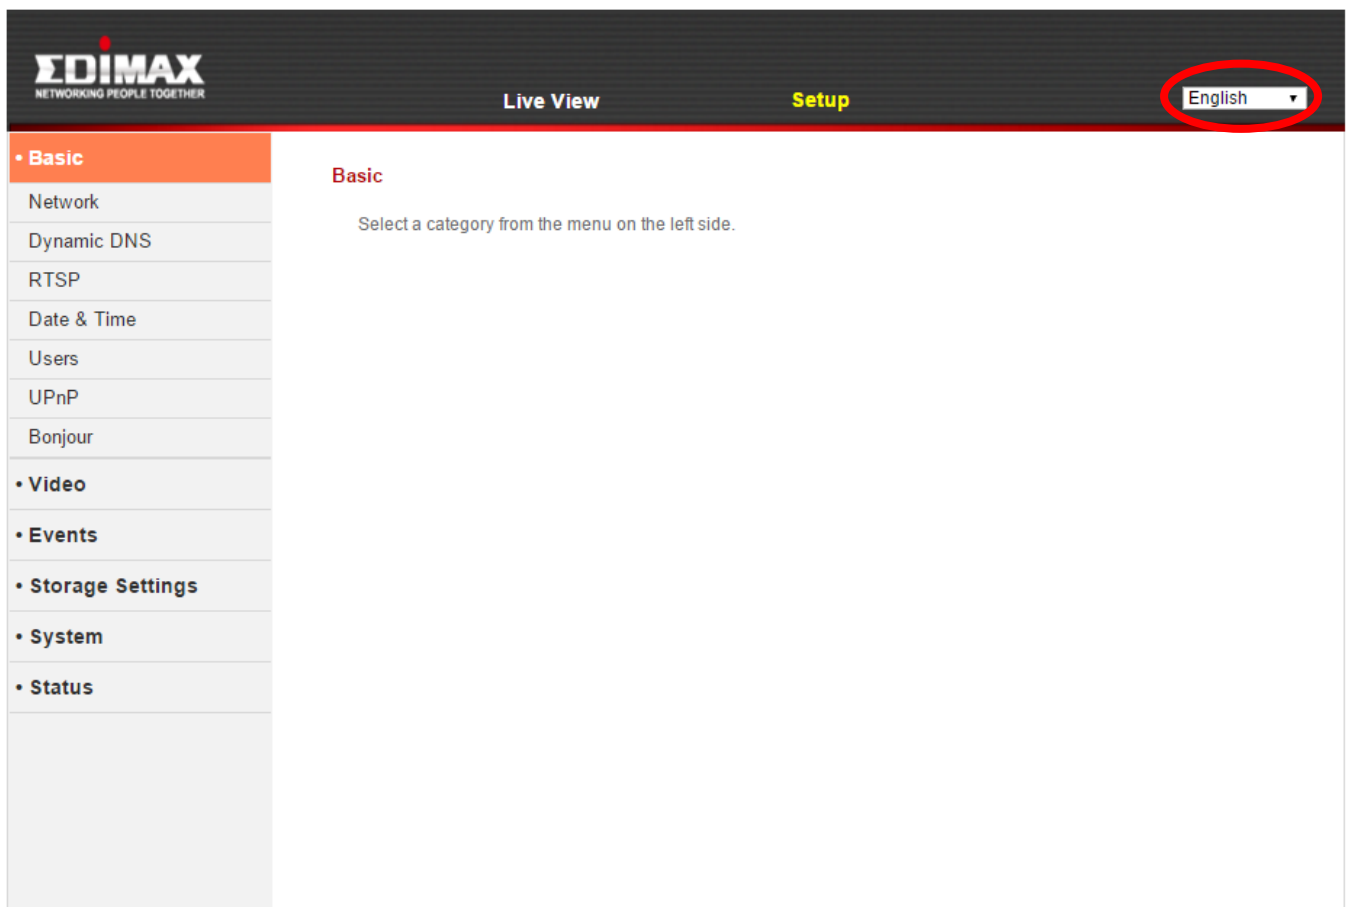 EDIMAX
NETWORKING PEOPLE TOGETHER
Live View
Setup
English
• Basic
Network
Dynamic DNS
RTSP
Date & Time
Users
UPnP
Bonjour
• Video
• Events
• Storage Settings
• System
• Status
Basic
Select a category from the menu on the left side.